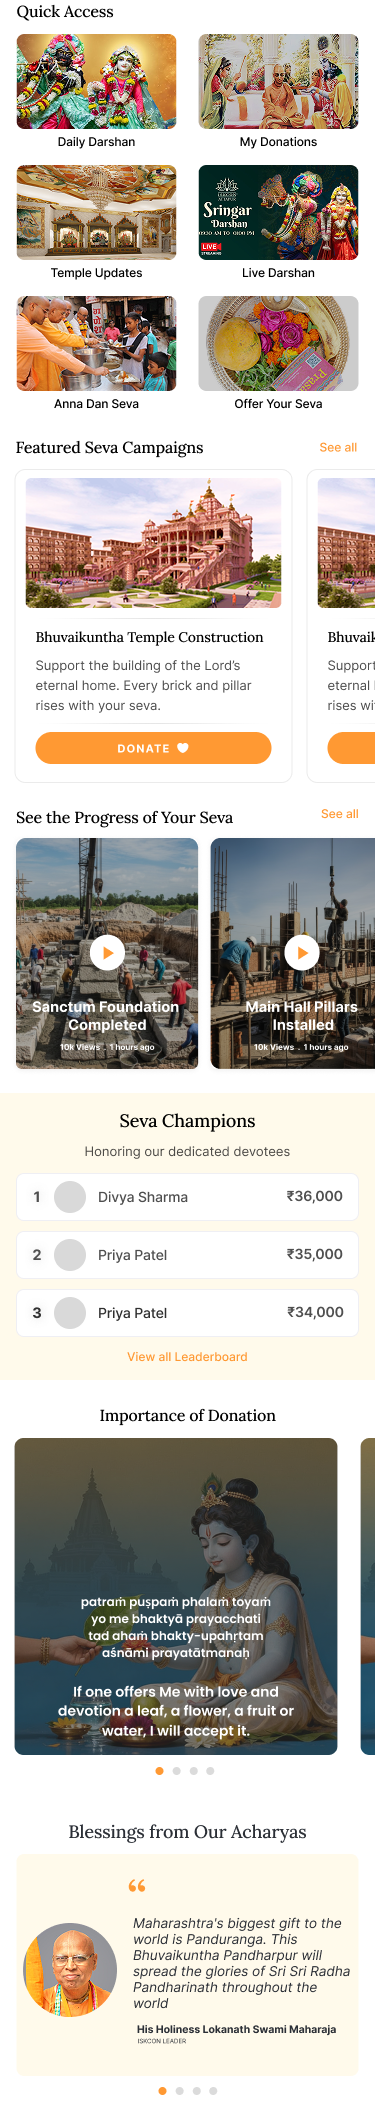 Quick Access
Daily Darshan
My Donations
Sringar
Darshan
LIVE
STREAMING
Temple Updates
Live Darshan
Anna Dan Seva
Offer Your Seva
Featured Seva Campaigns
See all
Bhuvaikuntha Temple Construction
Bhuvaik
Support the building of the Lord's
eternal home. Every brick and pillar
rises with your seva.
Support
eternal
rises wi
DONATE
See the Progress of Your Seva
See all
Sanctum Foundation
Completed
10k Views . 1 hours ago
Main Hall Pillars
Installed
10k Views . 1 hours ago
Seva Champions
Honoring our dedicated devotees
1 Divya Sharma ₹36,000
2 Priya Patel ₹35,000
3 Priya Patel ₹34,000
View all Leaderboard
Importance of Donation
patraṁ puṣpaṁ phalaṁ toyaṁ
yo me bhaktyā prayacchati
tad ahaṁ bhakty-upahṛtam
aśnāmi prayatātmanaḥ
If one offers Me with love and
devotion a leaf, a flower, a fruit or
water, I will accept it.
Blessings from Our Acharyas
“
Maharashtra's biggest gift to the
world is Panduranga. This
Bhuvaikuntha Pandharpur will
spread the glories of Sri Sri Radha
Pandharinath throughout the
world
His Holiness Lokanath Swami Maharaja
ISKCON LEADER